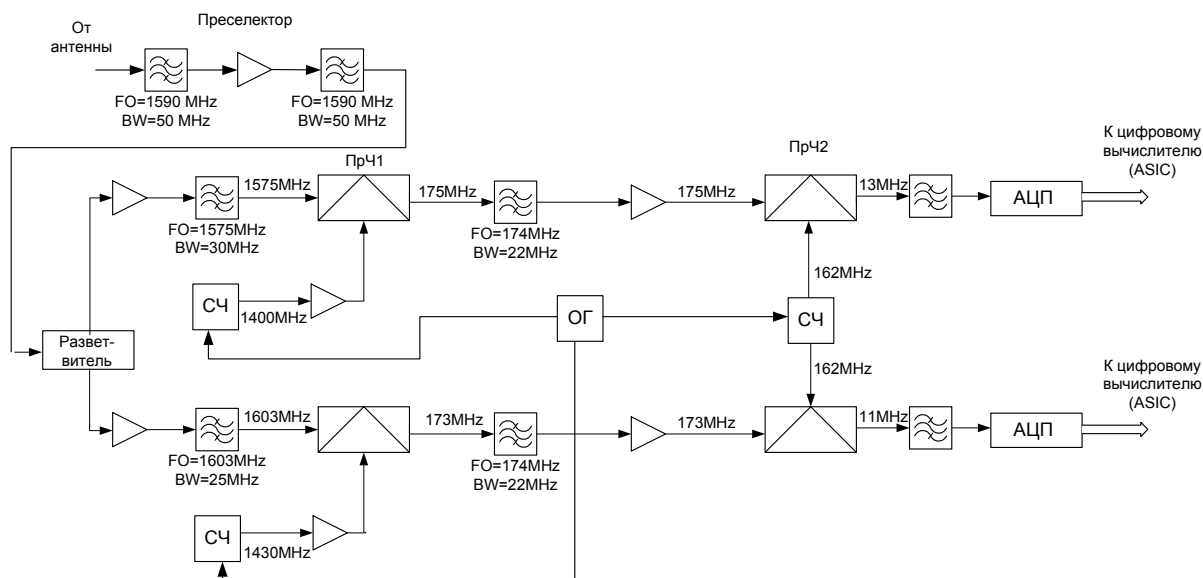 Преселектор
От
антенны
FO=1590 MHz
BW=50 MHz
FO=1590 MHz
BW=50 MHz
К цифровому
вычислителю
(ASIC)
ПрЧ1
ПрЧ2
1575MHz
175MHz
175MHz
13MHz
АЦП
FO=1575MHz
BW=30MHz
FO=174MHz
BW=22MHz
162MHz
СЧ
1400MHz
ОГ
СЧ
Развет-
витель
162MHz
К цифровому
вычислителю
(ASIC)
1603MHz
173MHz
173MHz
11MHz
АЦП
FO=1603MHz
BW=25MHz
FO=174MHz
BW=22MHz
СЧ
1430MHz